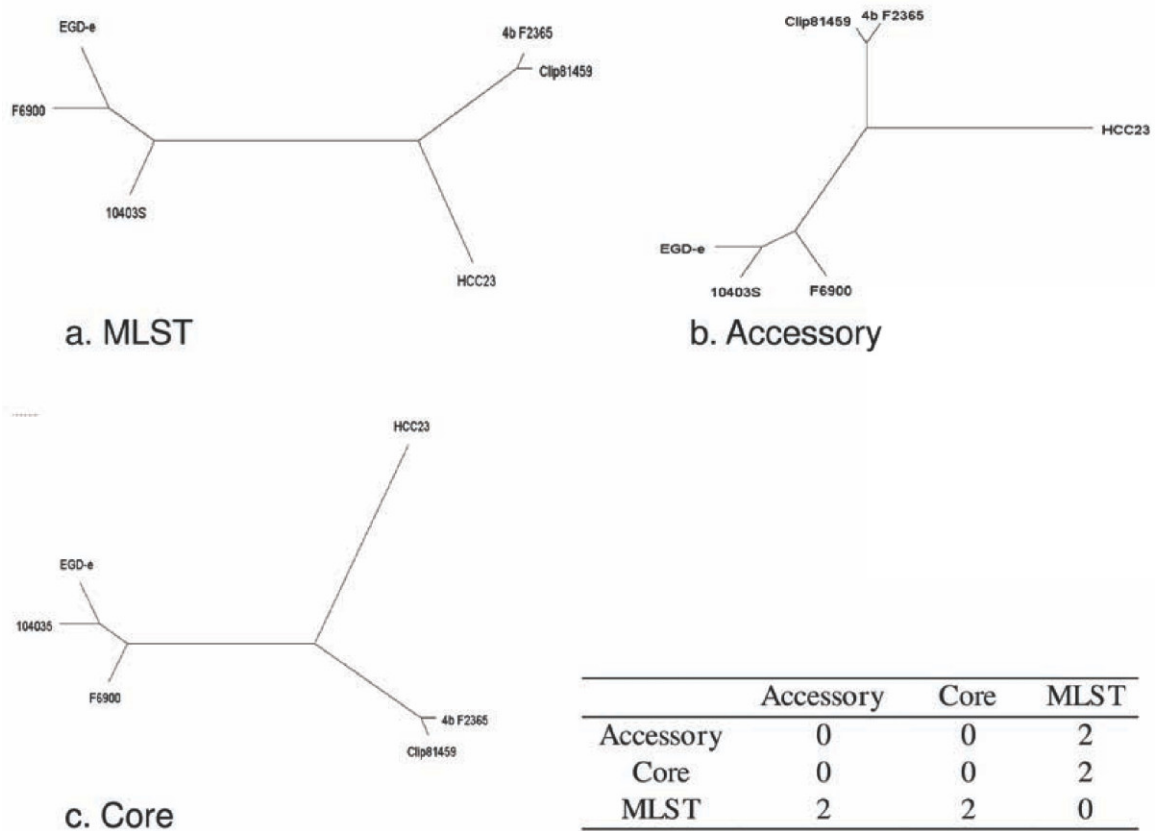 EGD-e
F6900
10403S
4b F2365
Clip81459
HCC23
a. MLST
Clip81459 4b F2365
HCC23
EGD-e
10403S
F6900
b. Accessory
HCC23
EGD-e
10403S
F6900
4b F2365
Clip81459
c. Core
Accessory Core MLST
Accessory 0 0 2
Core 0 0 2
MLST 2 2 0